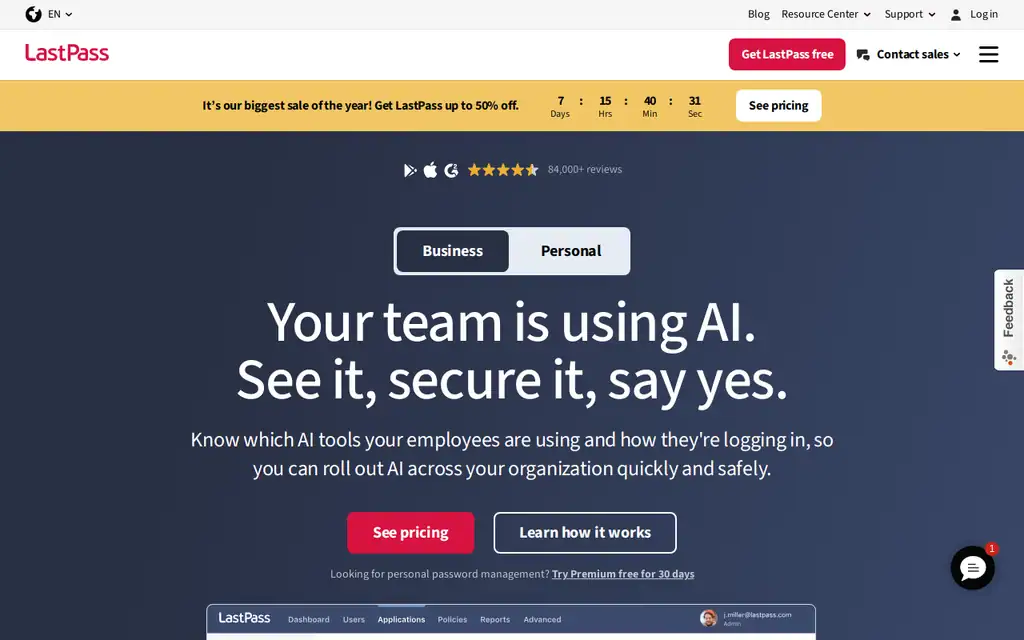 EN
Blog Resource Center Support Log in
LastPass
Get LastPass free Contact sales
It's our biggest sale of the year! Get LastPass up to 50% off.
7 : 15 : 40 : 31
Days Hrs Min Sec
See pricing
84,000+ reviews
Business Personal
Your team is using AI.
See it, secure it, say yes.
Know which AI tools your employees are using and how they're logging in, so
you can roll out AI across your organization quickly and safely.
See pricing Learn how it works
Looking for personal password management? Try Premium free for 30 days
Feedback
1
LastPass Dashboard Users Applications Policies Reports Advanced j.miller@lastpass.com
Admin